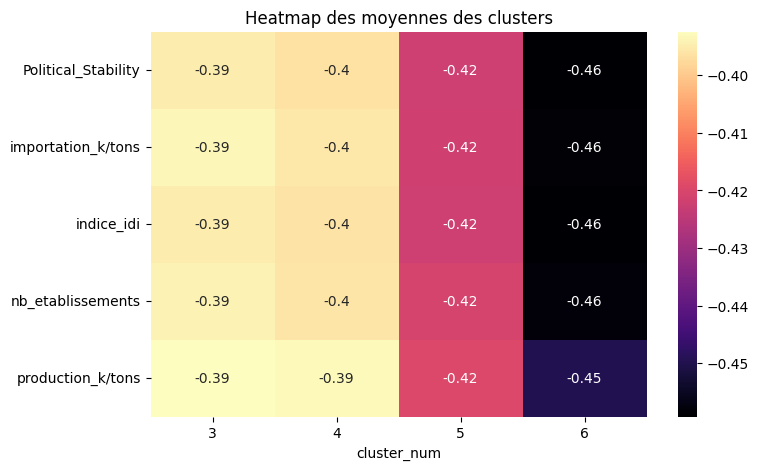 Heatmap des moyennes des clusters
Political_Stability -0.39 -0.4 -0.42 -0.46
importation_k/tons -0.39 -0.4 -0.42 -0.46
indice_idi -0.39 -0.4 -0.42 -0.46
nb_etablissements -0.39 -0.4 -0.42 -0.46
production_k/tons -0.39 -0.39 -0.42 -0.45
3 4 5 6
cluster_num
−0.40
−0.41
−0.42
−0.43
−0.44
−0.45